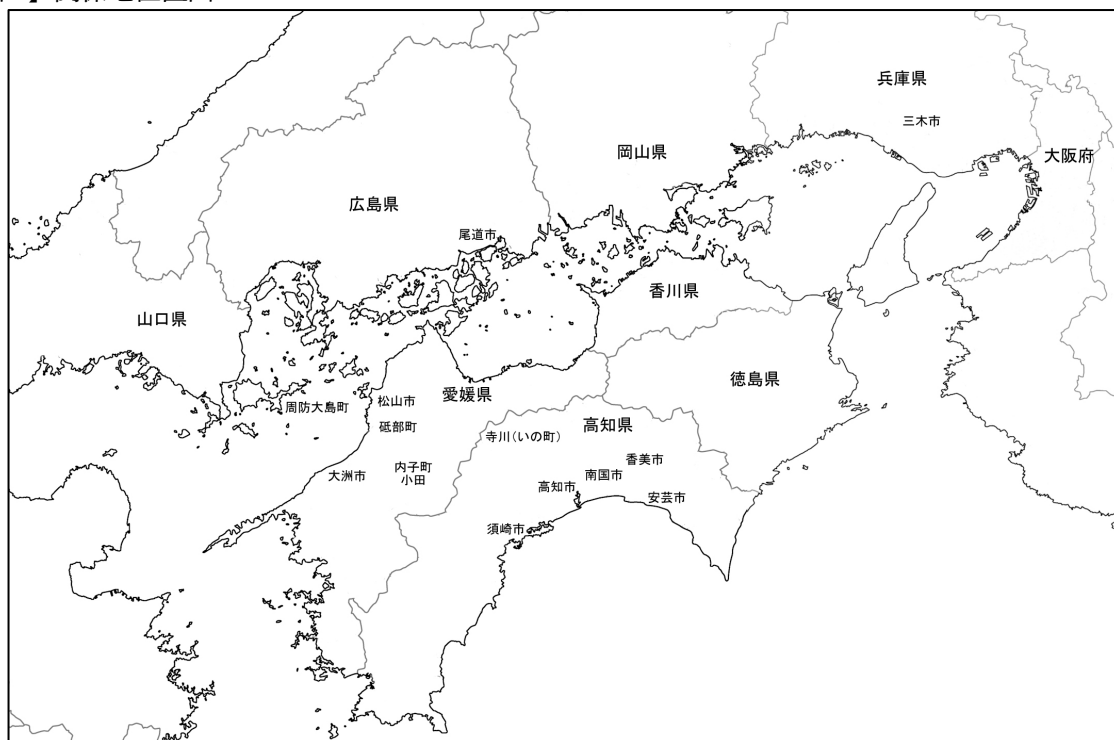 兵庫県
三木市
大阪府
岡山県
広島県
尾道市
香川県
山口県
徳島県
愛媛県
周防大島町
松山市
砥部町
高知県
寺川(いの町)
香美市
大洲市
内子町
小田
南国市
高知市
安芸市
須崎市